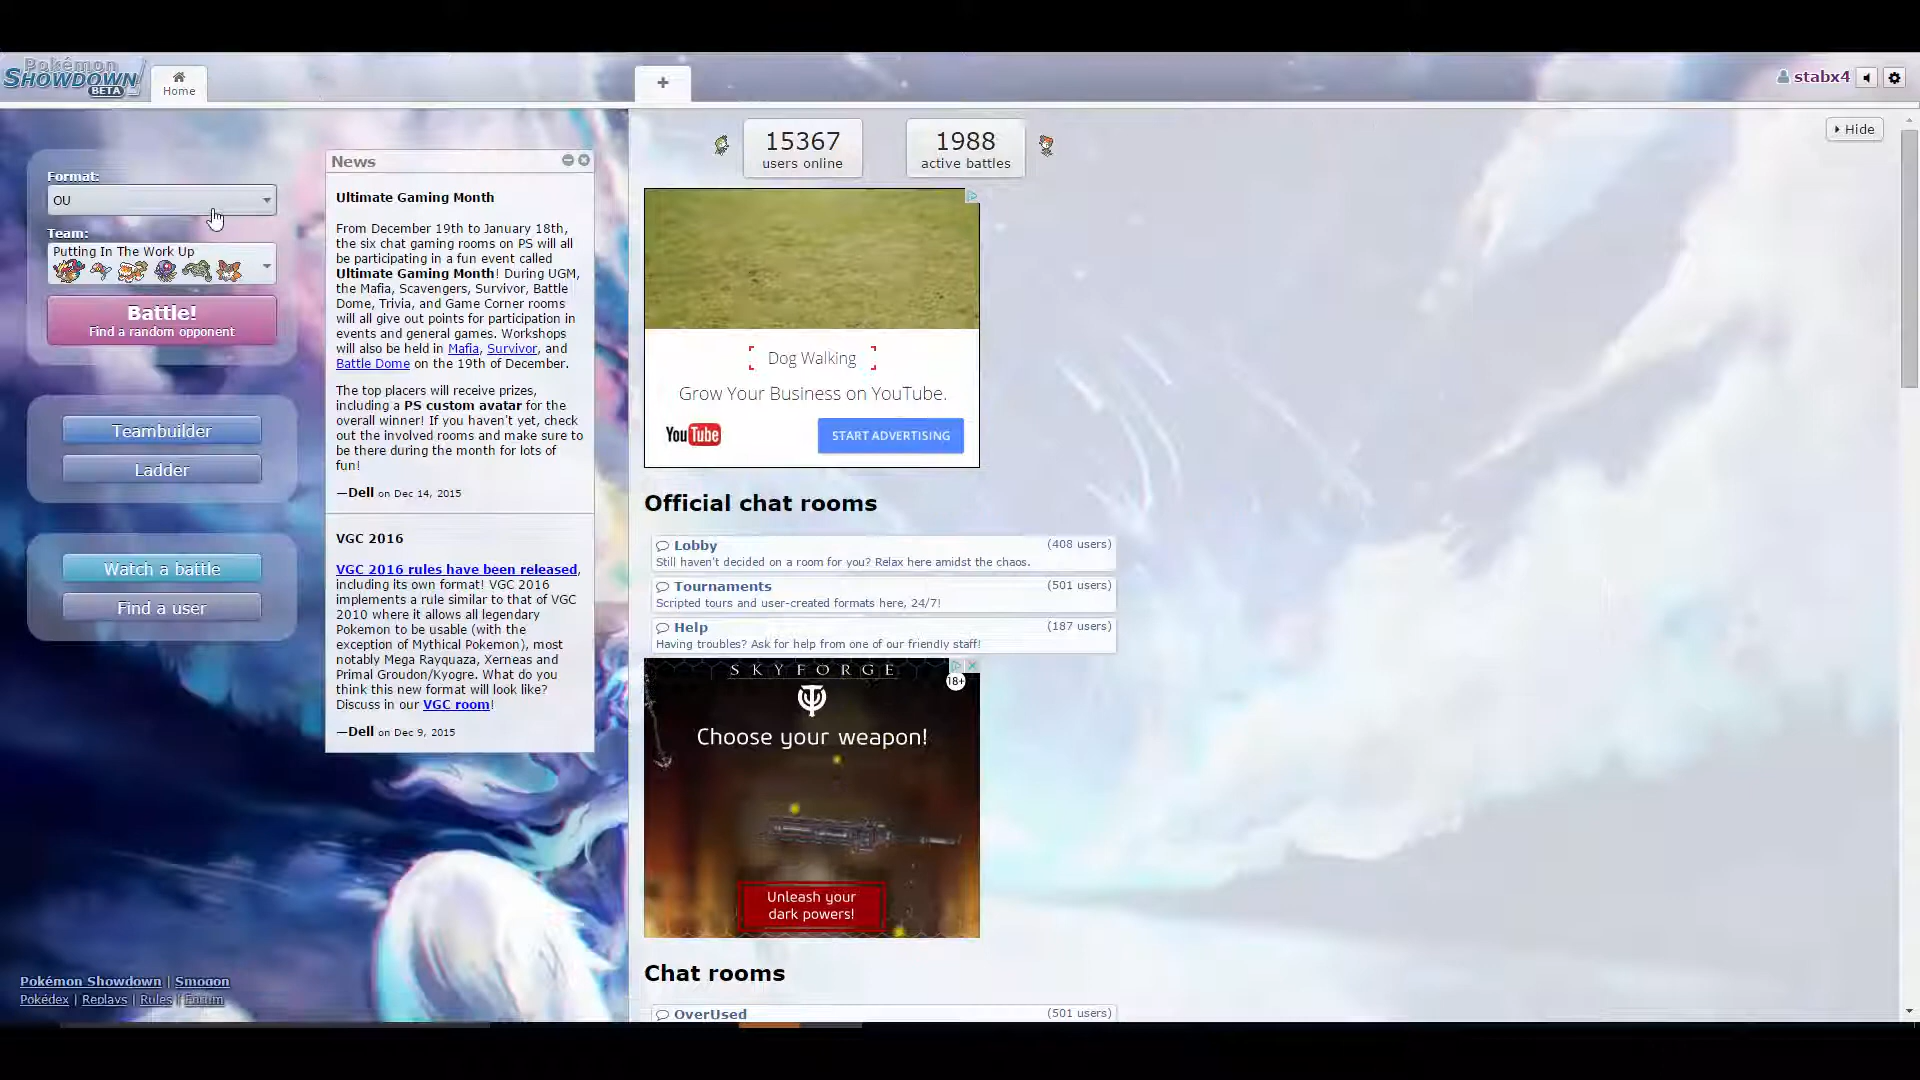 Pokémon
SHOWDOWN
BETA
Home
+
stabx4
Hide
Format:
OU
Team:
Putting In The Work Up
Battle!
Find a random opponent
Teambuilder
Ladder
Watch a battle
Find a user
News
Ultimate Gaming Month
From December 19th to January 18th,
the six chat gaming rooms on PS will all
be participating in a fun event called
Ultimate Gaming Month! During UGM,
the Mafia, Scavengers, Survivor, Battle
Dome, Trivia, and Game Corner rooms
will all give out points for participation in
events and general games. Workshops
will also be held in Mafia, Survivor, and
Battle Dome on the 19th of December.
The top placers will receive prizes,
including a PS custom avatar for the
overall winner! If you haven't yet, check
out the involved rooms and make sure to
be there during the month for lots of
fun!
—Dell on Dec 14, 2015
VGC 2016
VGC 2016 rules have been released,
including its own format! VGC 2016
implements a rule similar to that of VGC
2010 where it allows all legendary
Pokemon to be usable (with the
exception of Mythical Pokemon), most
notably Mega Rayquaza, Xerneas and
Primal Groudon/Kyogre. What do you
think this new format will look like?
Discuss in our VGC room!
—Dell on Dec 9, 2015
15367
users online
1988
active battles
Dog Walking
Grow Your Business on YouTube.
YouTube
START ADVERTISING
Official chat rooms
Lobby (408 users)
Still haven't decided on a room for you? Relax here amidst the chaos.
Tournaments (501 users)
Scripted tours and user-created formats here, 24/7!
Help (187 users)
Having troubles? Ask for help from one of our friendly staff!
SKYFORGE
18+
Choose your weapon!
Unleash your
dark powers!
Chat rooms
OverUsed (501 users)
Pokémon Showdown | Smogon
Pokédex | Replays | Rules | Forum